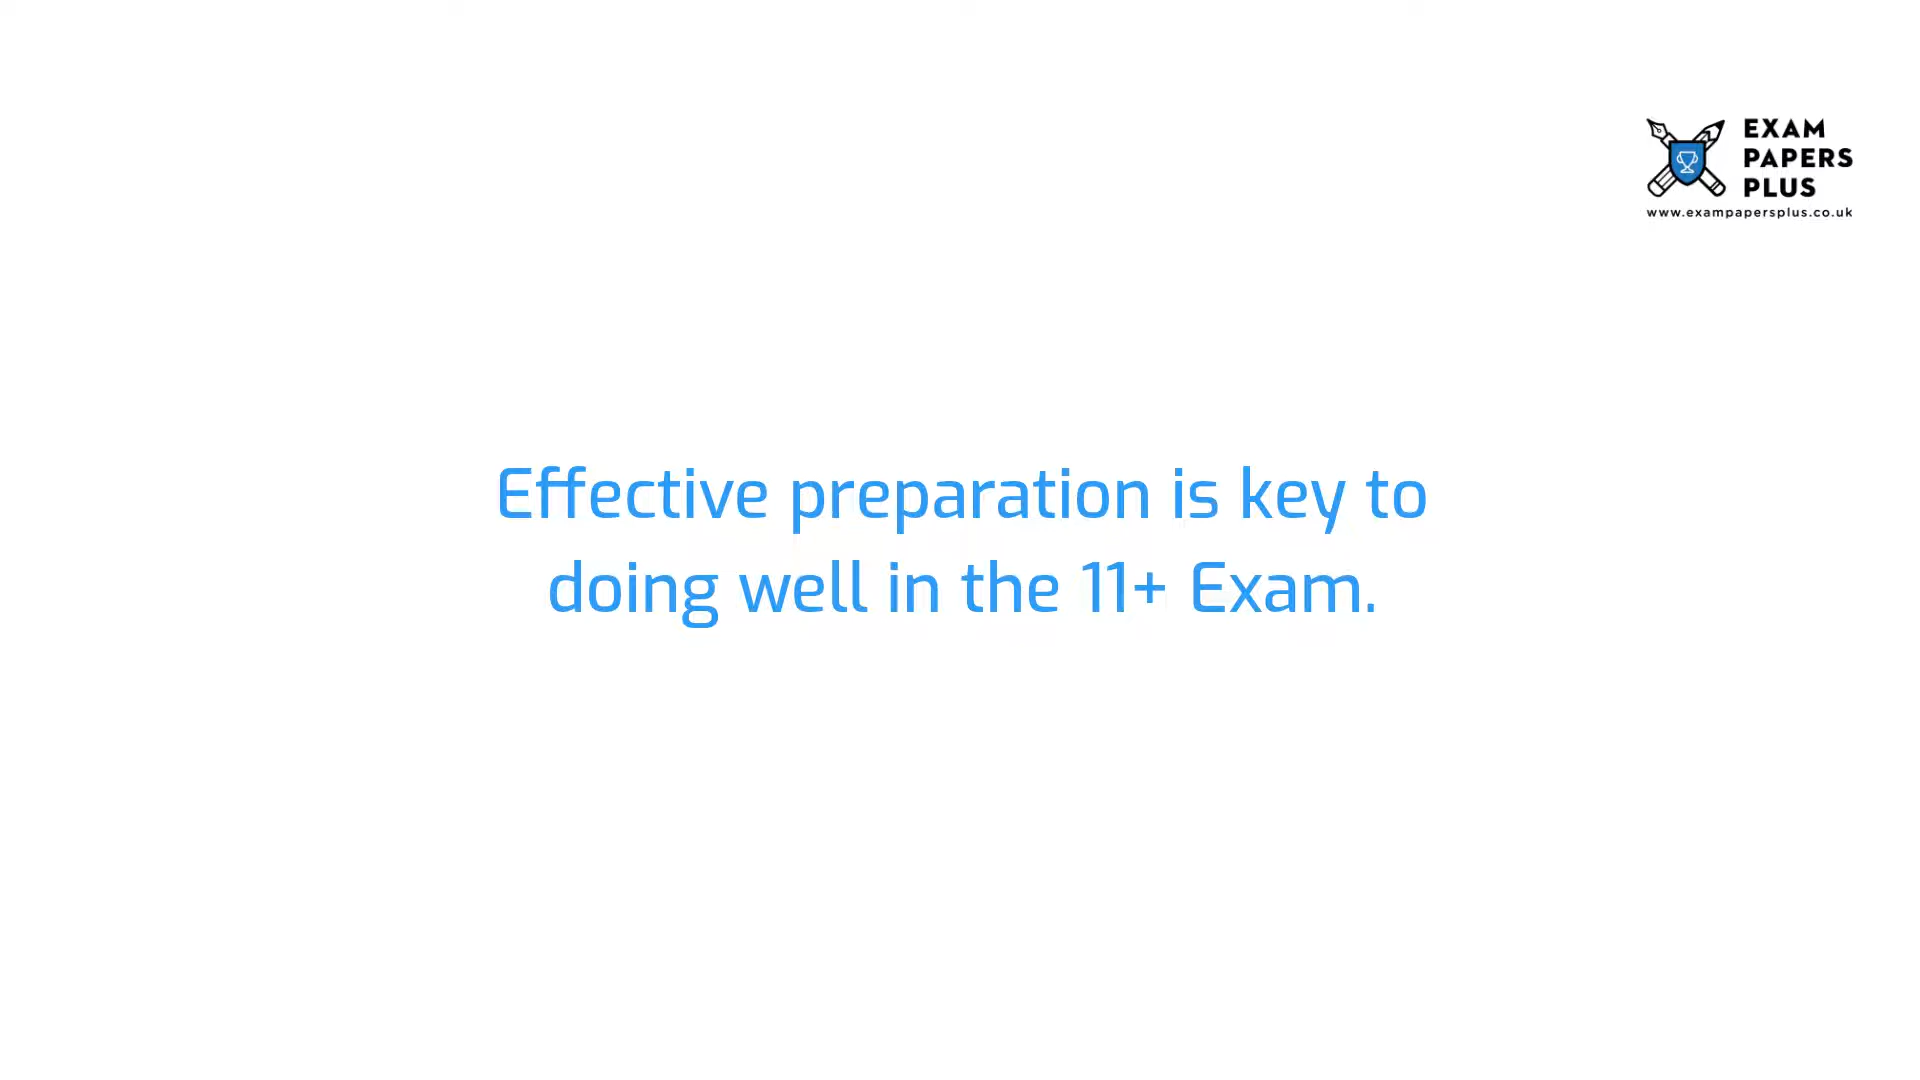 EXAM
PAPERS
PLUS
www.exampapersplus.co.uk
Effective preparation is key to
doing well in the 11+ Exam.